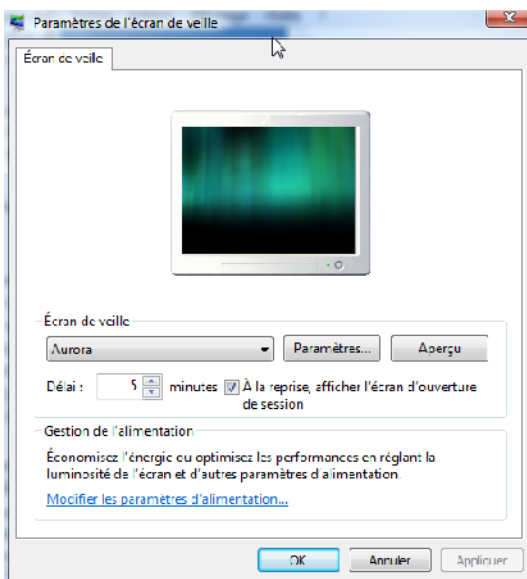 Paramètres de l'écran de veille
Écran de veille
Écran de veille
Aurora
Paramètres...
Aperçu
Délai :
5
minutes
À la reprise, afficher l'écran d'ouverture
de session
Gestion de l'alimentation
Économisez l'énergie ou optimisez les performances en réglant la
luminosité de l'écran et d'autres paramètres d'alimentation.
Modifier les paramètres d'alimentation...
OK
Annuler
Appliquer